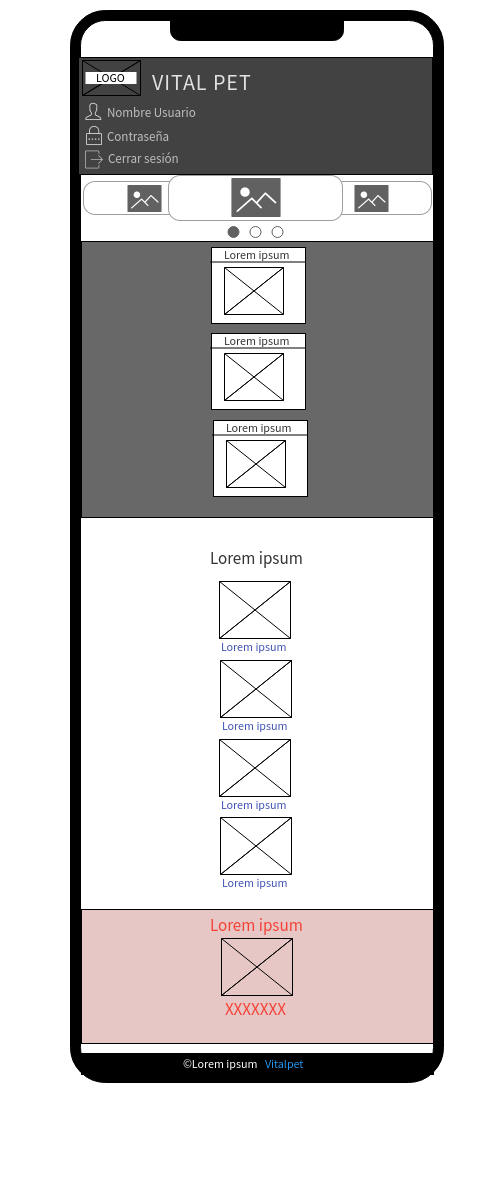 LOGO
VITAL PET
Nombre Usuario
Contraseña
Cerrar sesión
Lorem ipsum
Lorem ipsum
Lorem ipsum
Lorem ipsum
Lorem ipsum
Lorem ipsum
Lorem ipsum
Lorem ipsum
Lorem ipsum
XXXXXXX
©Lorem ipsum Vitalpet